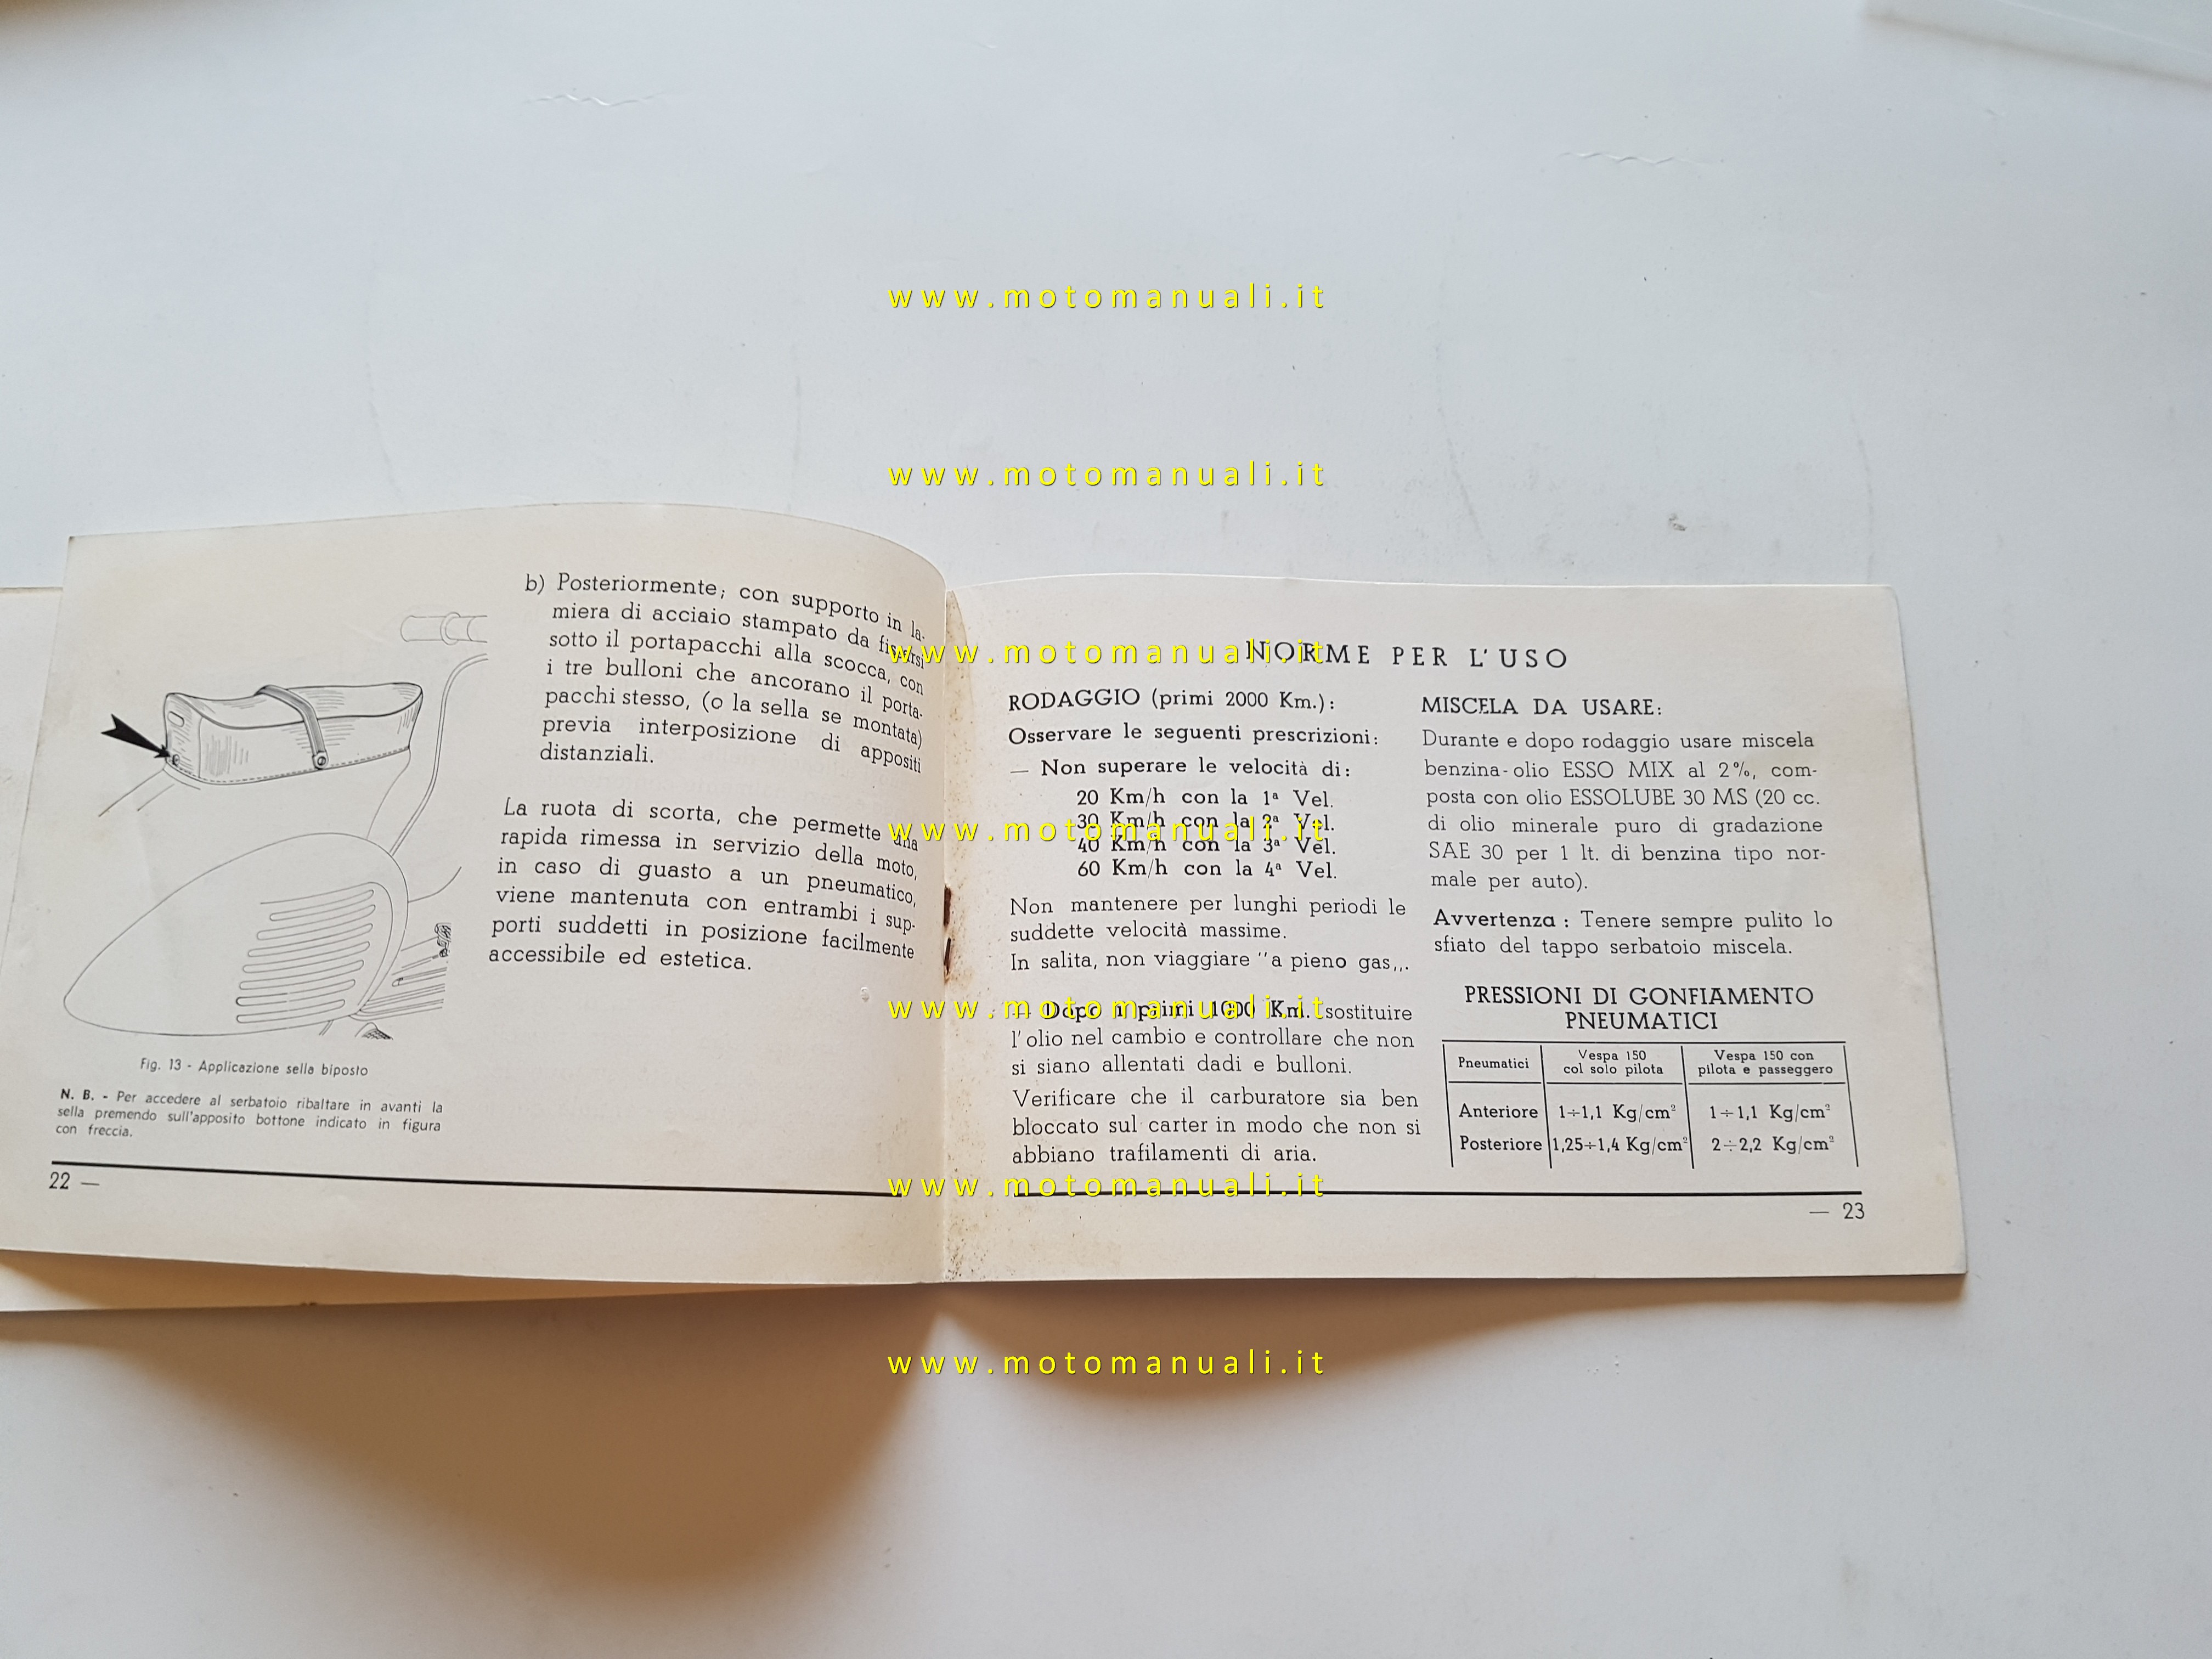 b) Posteriormente; con supporto in la-
miera di acciaio stampato da fissarsi
sotto il portapacchi alla scocca, con
i tre bulloni che ancorano il porta-
pacchi stesso, (o la sella se montata)
previa interposizione di appositi
distanziali.
La ruota di scorta, che permette una
rapida rimessa in servizio della moto,
in caso di guasto a un pneumatico,
viene mantenuta con entrambi i sup-
porti suddetti in posizione facilmente
accessibile ed estetica.
Fig. 13 - Applicazione sella biposto
N. B. - Per accedere al serbatoio ribaltare in avanti la
sella premendo sull'apposito bottone indicato in figura
con freccia.
22 —
NORME PER L'USO
RODAGGIO (primi 2000 Km.):
Osservare le seguenti prescrizioni:
— Non superare le velocità di:
20 Km/h con la 1ª Vel.
30 Km/h con la 2ª Vel.
40 Km/h con la 3ª Vel.
60 Km/h con la 4ª Vel.
Non mantenere per lunghi periodi le
suddette velocità massime.
In salita, non viaggiare "a pieno gas,,.
— Dopo i primi 1000 Km. sostituire
l'olio nel cambio e controllare che non
si siano allentati dadi e bulloni.
Verificare che il carburatore sia ben
bloccato sul carter in modo che non si
abbiano trafilamenti di aria.
MISCELA DA USARE:
Durante e dopo rodaggio usare miscela
benzina-olio ESSO MIX al 2%, com-
posta con olio ESSOLUBE 30 MS (20 cc.
di olio minerale puro di gradazione
SAE 30 per 1 lt. di benzina tipo nor-
male per auto).
Avvertenza : Tenere sempre pulito lo
sfiato del tappo serbatoio miscela.
PRESSIONI DI GONFIAMENTO
PNEUMATICI
Pneumatici
Vespa 150
col solo pilota
Vespa 150 con
pilota e passeggero
Anteriore 1÷1,1 Kg/cm² 1÷1,1 Kg/cm²
Posteriore 1,25÷1,4 Kg/cm² 2÷2,2 Kg/cm²
— 23
www.motomanuali.it
www.motomanuali.it
www.motomanuali.it
www.motomanuali.it
www.motomanuali.it
www.motomanuali.it
www.motomanuali.it